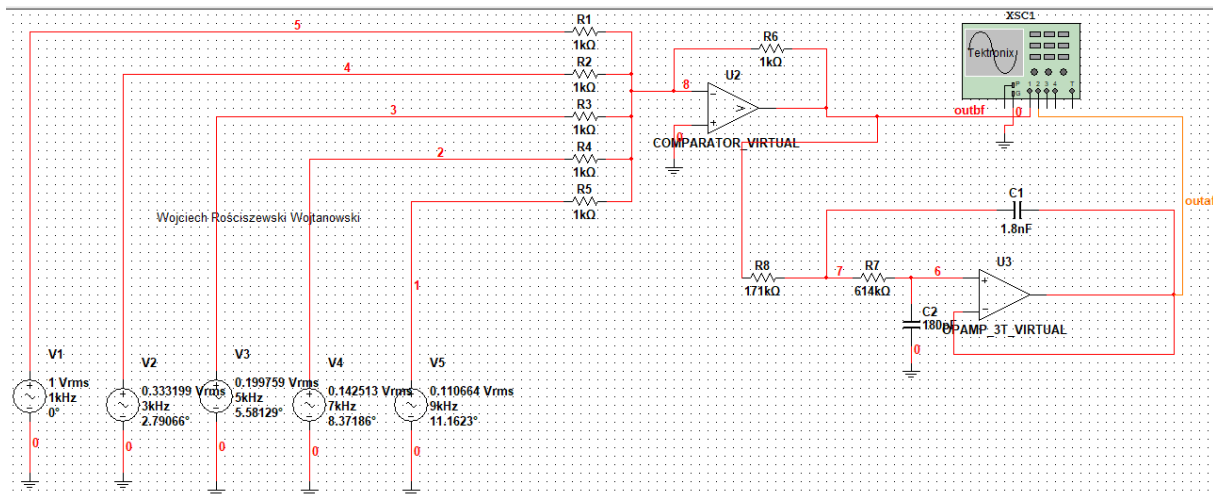 XSC1
5
R1
1kΩ
R6
1kΩ
Tektronix
P
G
1 2 3 4
T
4
R2
1kΩ
U2
8
3
R3
1kΩ
outbf
0
0
COMPARATOR_VIRTUAL
2
R4
1kΩ
R5
1kΩ
Wojciech Rościszewski Wojtanowski
C1
1.8nF
1
R8
171kΩ
7
R7
614kΩ
6
U3
C2
OPAMP_3T_VIRTUAL
0
V1
1 Vrms
1kHz
0°
V2
0.333199 Vrms
3kHz
2.79066°
V3
0.199759 Vrms
5kHz
5.58129°
V4
0.142513 Vrms
7kHz
8.37186°
V5
0.110664 Vrms
9kHz
11.1623°
0
0
0
0
0